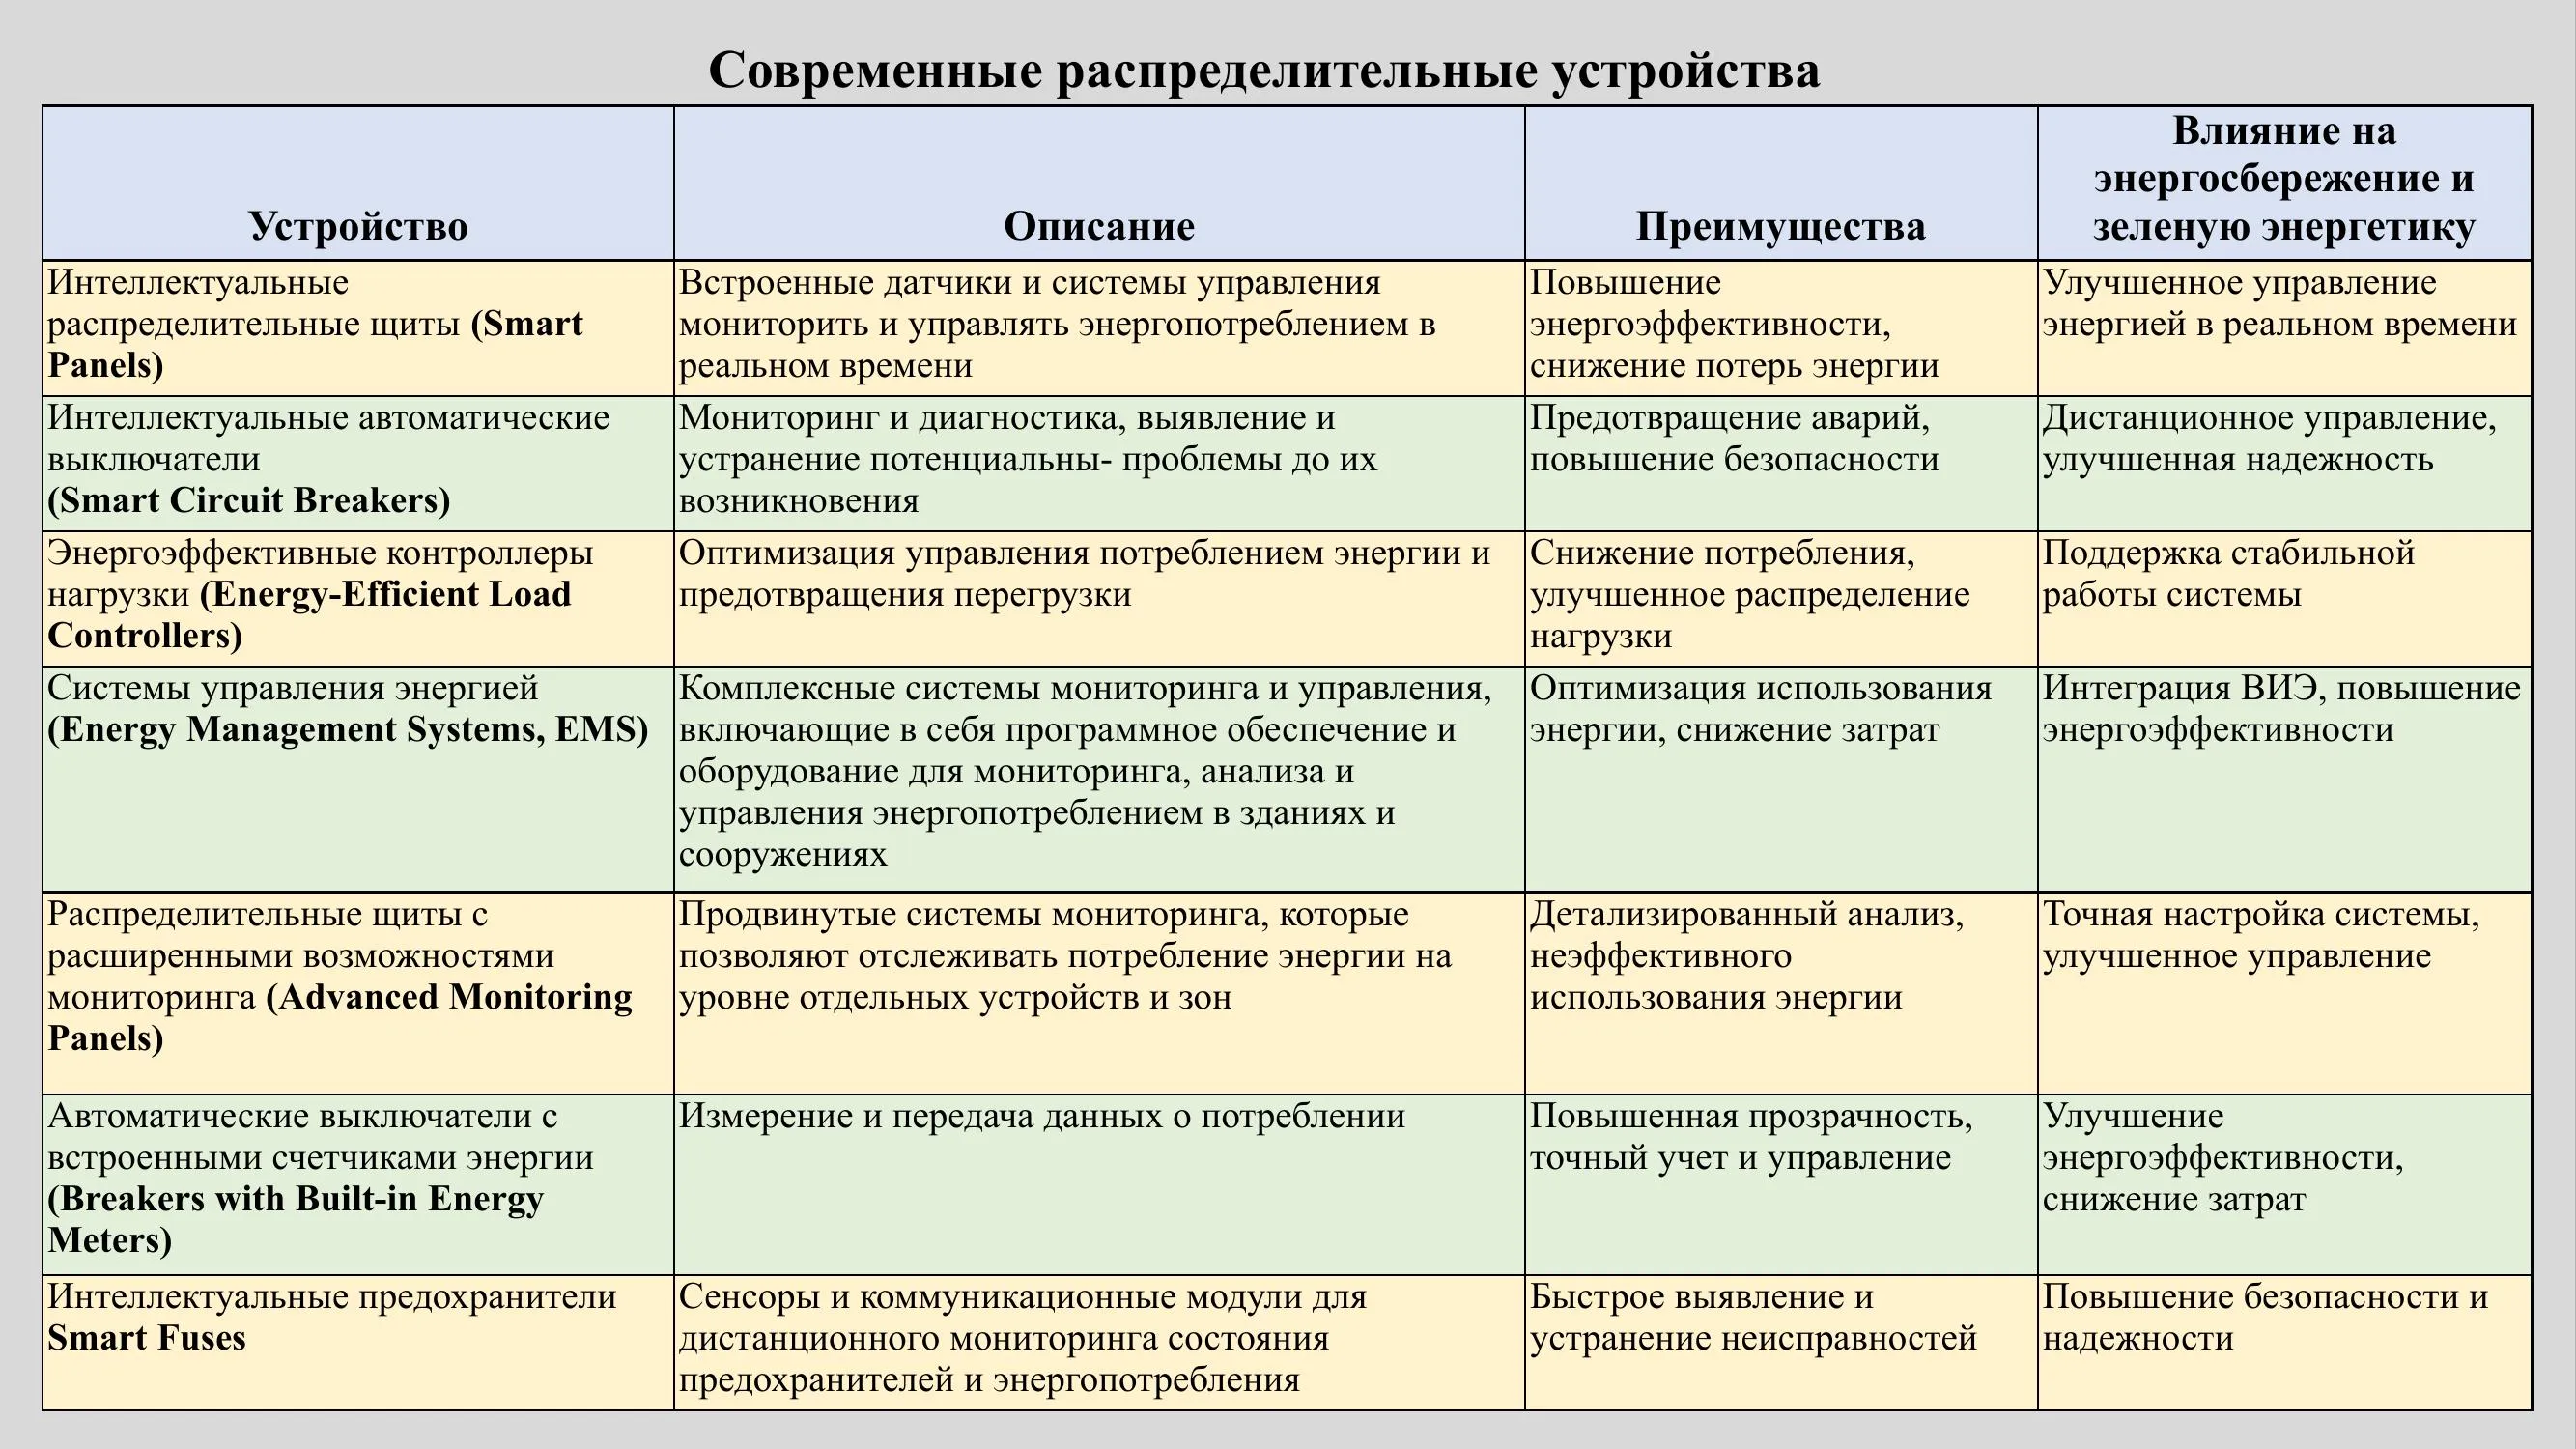 Современные распределительные устройства
Устройство
Описание
Преимущества
Влияние на
энергосбережение и
зеленую энергетику
Интеллектуальные
распределительные щиты (Smart
Panels)
Встроенные датчики и системы управления
мониторить и управлять энергопотреблением в
реальном времени
Повышение
энергоэффективности,
снижение потерь энергии
Улучшенное управление
энергией в реальном времени
Интеллектуальные автоматические
выключатели
(Smart Circuit Breakers)
Мониторинг и диагностика, выявление и
устранение потенциальны- проблемы до их
возникновения
Предотвращение аварий,
повышение безопасности
Дистанционное управление,
улучшенная надежность
Энергоэффективные контроллеры
нагрузки (Energy-Efficient Load
Controllers)
Оптимизация управления потреблением энергии и
предотвращения перегрузки
Снижение потребления,
улучшенное распределение
нагрузки
Поддержка стабильной
работы системы
Системы управления энергией
(Energy Management Systems, EMS)
Комплексные системы мониторинга и управления,
включающие в себя программное обеспечение и
оборудование для мониторинга, анализа и
управления энергопотреблением в зданиях и
сооружениях
Оптимизация использования
энергии, снижение затрат
Интеграция ВИЭ, повышение
энергоэффективности
Распределительные щиты с
расширенными возможностями
мониторинга (Advanced Monitoring
Panels)
Продвинутые системы мониторинга, которые
позволяют отслеживать потребление энергии на
уровне отдельных устройств и зон
Детализированный анализ,
неэффективного
использования энергии
Точная настройка системы,
улучшенное управление
Автоматические выключатели с
встроенными счетчиками энергии
(Breakers with Built-in Energy
Meters)
Измерение и передача данных о потреблении
Повышенная прозрачность,
точный учет и управление
Улучшение
энергоэффективности,
снижение затрат
Интеллектуальные предохранители
Smart Fuses
Сенсоры и коммуникационные модули для
дистанционного мониторинга состояния
предохранителей и энергопотребления
Быстрое выявление и
устранение неисправностей
Повышение безопасности и
надежности